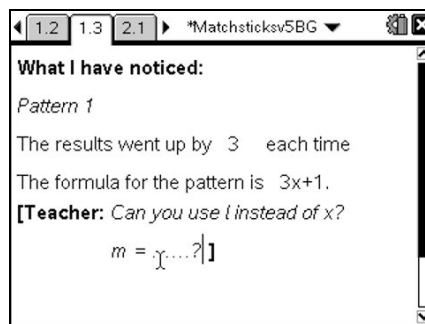 1.2 1.3 2.1 *Matchsticksv5BG
What I have noticed:
Pattern 1
The results went up by 3 each time
The formula for the pattern is 3x+1.
[Teacher: Can you use l instead of x?
m = ......?]